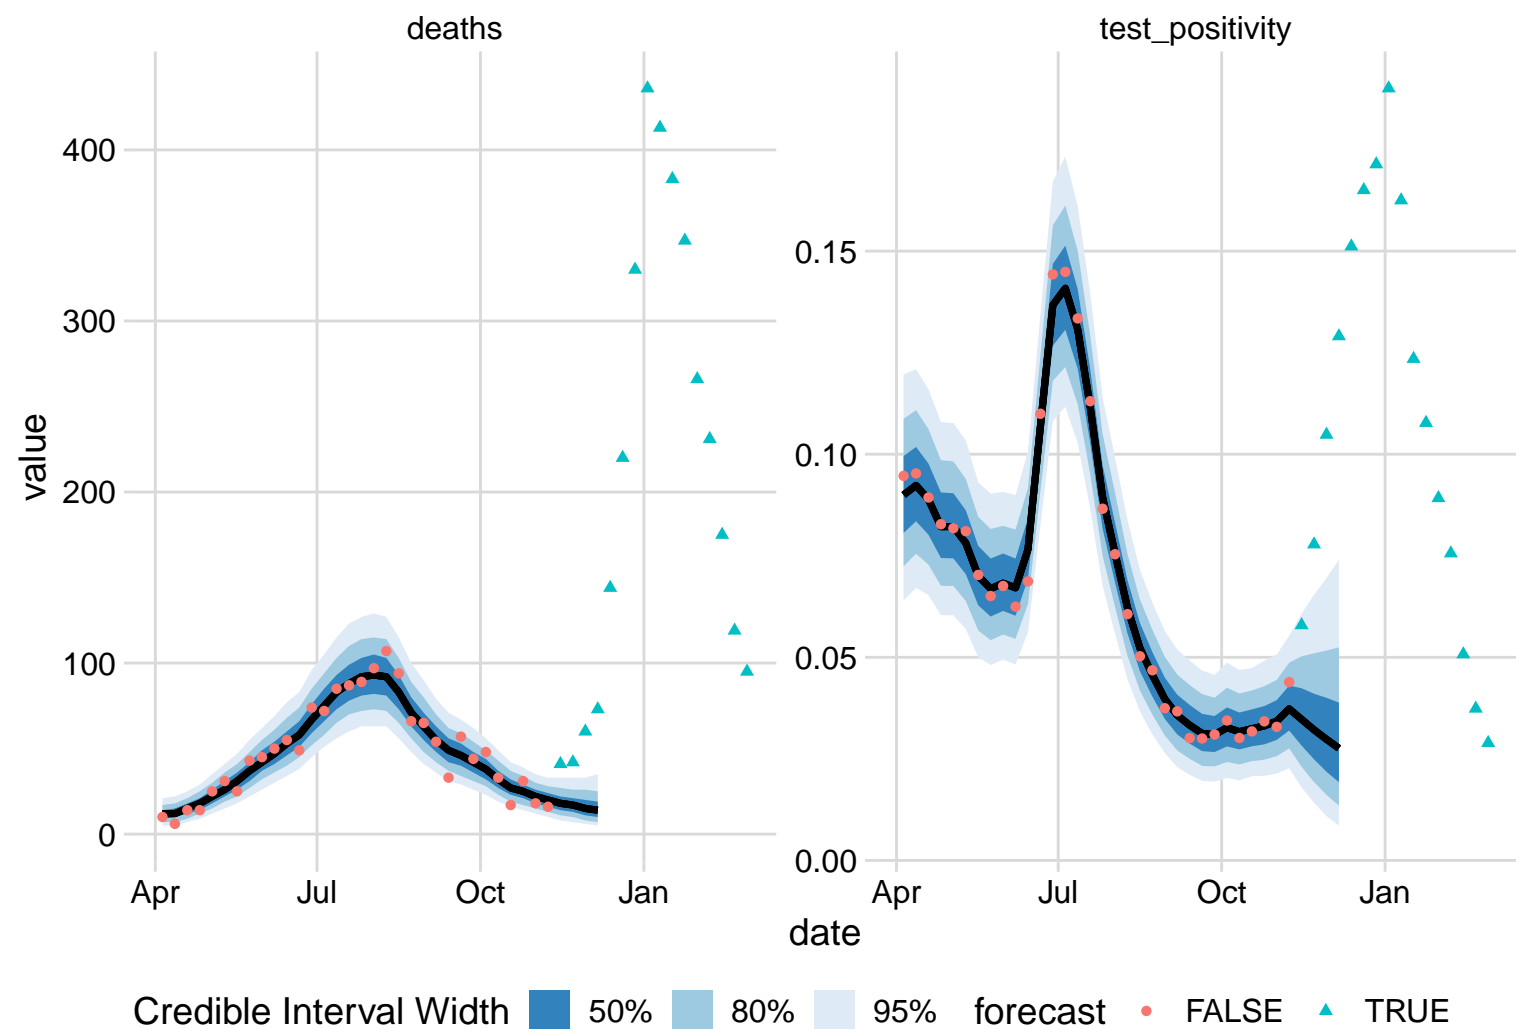 deaths
test_positivity
value
400
300
200
100
0
0.15
0.10
0.05
0.00
Apr
Jul
Oct
Jan
Apr
Jul
Oct
Jan
date
Credible Interval Width 50% 80% 95% forecast FALSE TRUE